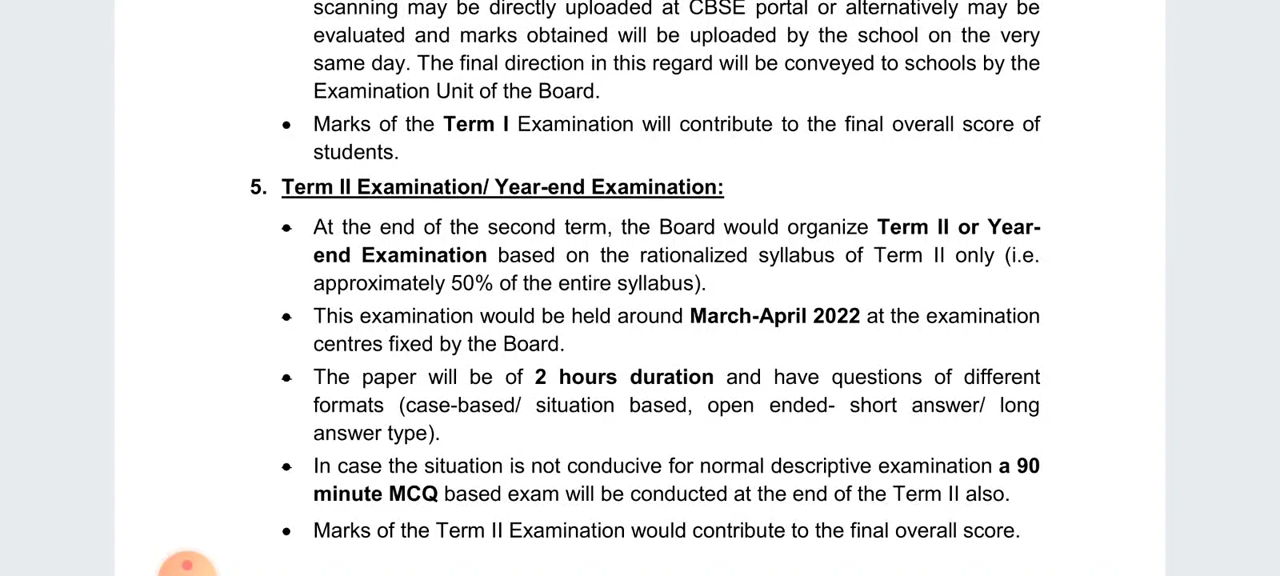 scanning may be directly uploaded at CBSE portal or alternatively may be
evaluated and marks obtained will be uploaded by the school on the very
same day. The final direction in this regard will be conveyed to schools by the
Examination Unit of the Board.
• Marks of the Term I Examination will contribute to the final overall score of
students.
5. Term II Examination/ Year-end Examination:
• At the end of the second term, the Board would organize Term II or Year-
end Examination based on the rationalized syllabus of Term II only (i.e.
approximately 50% of the entire syllabus).
• This examination would be held around March-April 2022 at the examination
centres fixed by the Board.
• The paper will be of 2 hours duration and have questions of different
formats (case-based/ situation based, open ended- short answer/ long
answer type).
• In case the situation is not conducive for normal descriptive examination a 90
minute MCQ based exam will be conducted at the end of the Term II also.
• Marks of the Term II Examination would contribute to the final overall score.